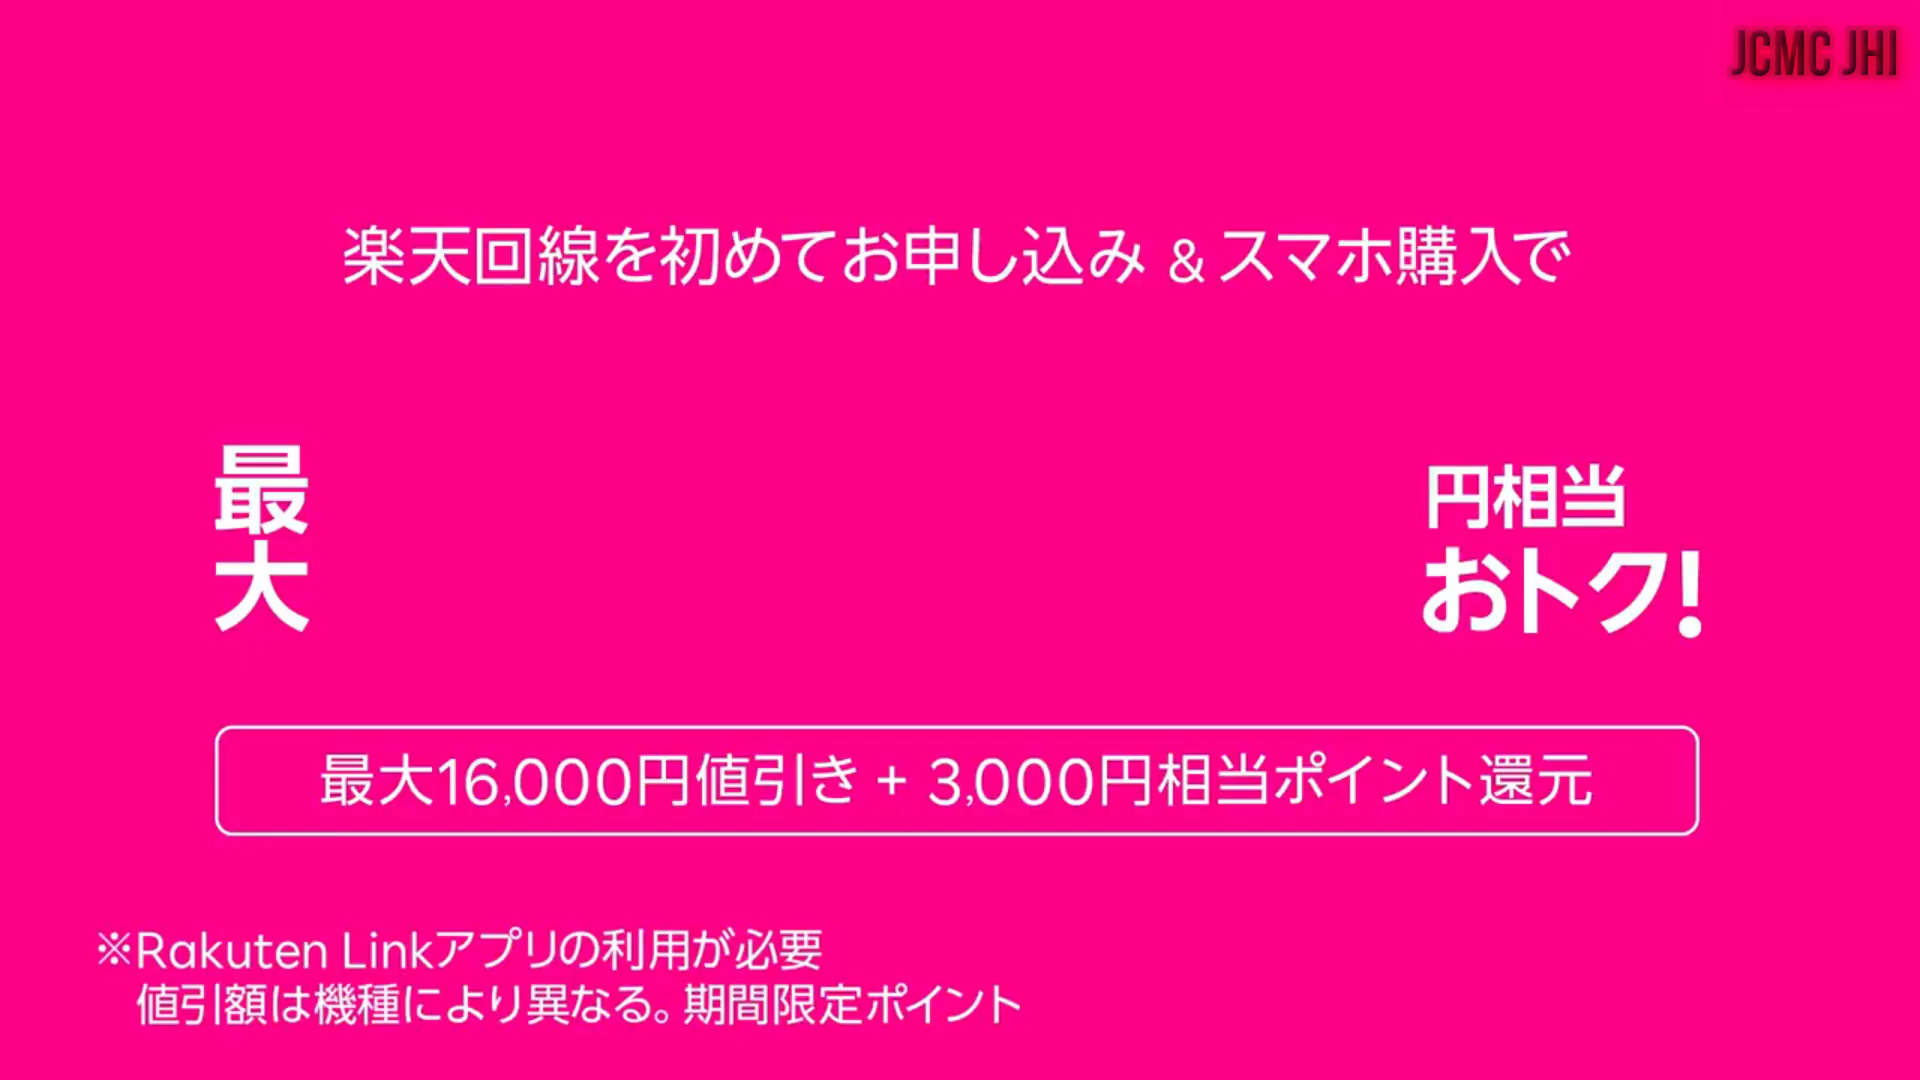 JCMC JHI
楽天回線を初めてお申し込み & スマホ購入で
最大
円相当
おトク!
最大16,000円値引き + 3,000円相当ポイント還元
※Rakuten Linkアプリの利用が必要
値引額は機種により異なる。期間限定ポイント